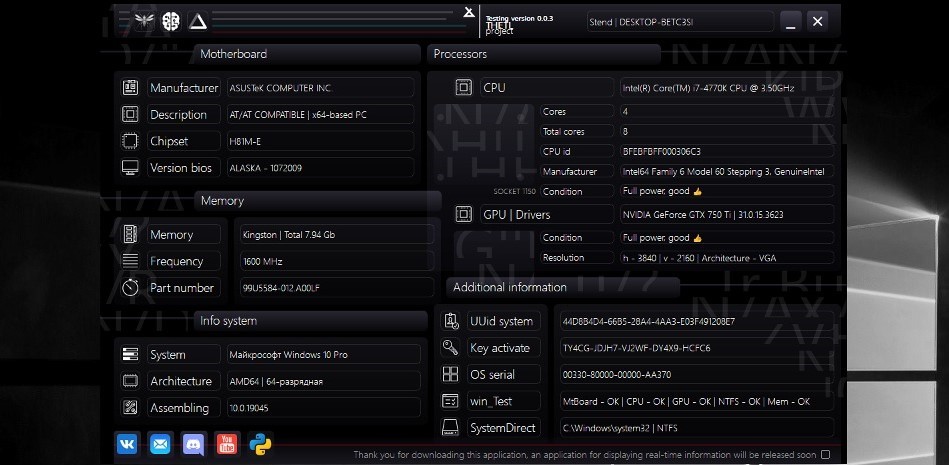 Testing version 0.0.3
THETL
project
Stend | DESKTOP-BETC3SI
Motherboard
Manufacturer ASUSTeK COMPUTER INC.
Description AT/AT COMPATIBLE | x64-based PC
Chipset H81M-E
Version bios ALASKA - 1072009
Memory
Memory Kingston | Total 7.94 Gb
Frequency 1600 MHz
Part number 99U5584-012.A00LF
Info system
System Майкрософт Windows 10 Pro
Architecture AMD64 | 64-разрядная
Assembling 10.0.19045
Processors
CPU Intel(R) Core(TM) i7-4770K CPU @ 3.50GHz
Cores 4
Total cores 8
CPU id BFEBFBFF000306C3
Manufacturer Intel64 Family 6 Model 60 Stepping 3, GenuineIntel
SOCKET 1150 Condition Full power, good 👍
GPU | Drivers NVIDIA GeForce GTX 750 Ti | 31.0.15.3623
Condition Full power, good 👍
Resolution h - 3840 | v - 2160 | Architecture - VGA
Additional information
UUid system 44D8B4D4-66B5-28A4-4AA3-E03F491208E7
Key activate TY4CG-JDJH7-VJ2WF-DY4X9-HCFC6
OS serial 00330-80000-00000-AA370
win_Test MtBoard - OK | CPU - OK | GPU - OK | NTFS - OK | Mem - OK
SystemDirect C:\Windows\system32 | NTFS
You
Tube
Thank you for downloading this application, an application for displaying real-time information will be released soon